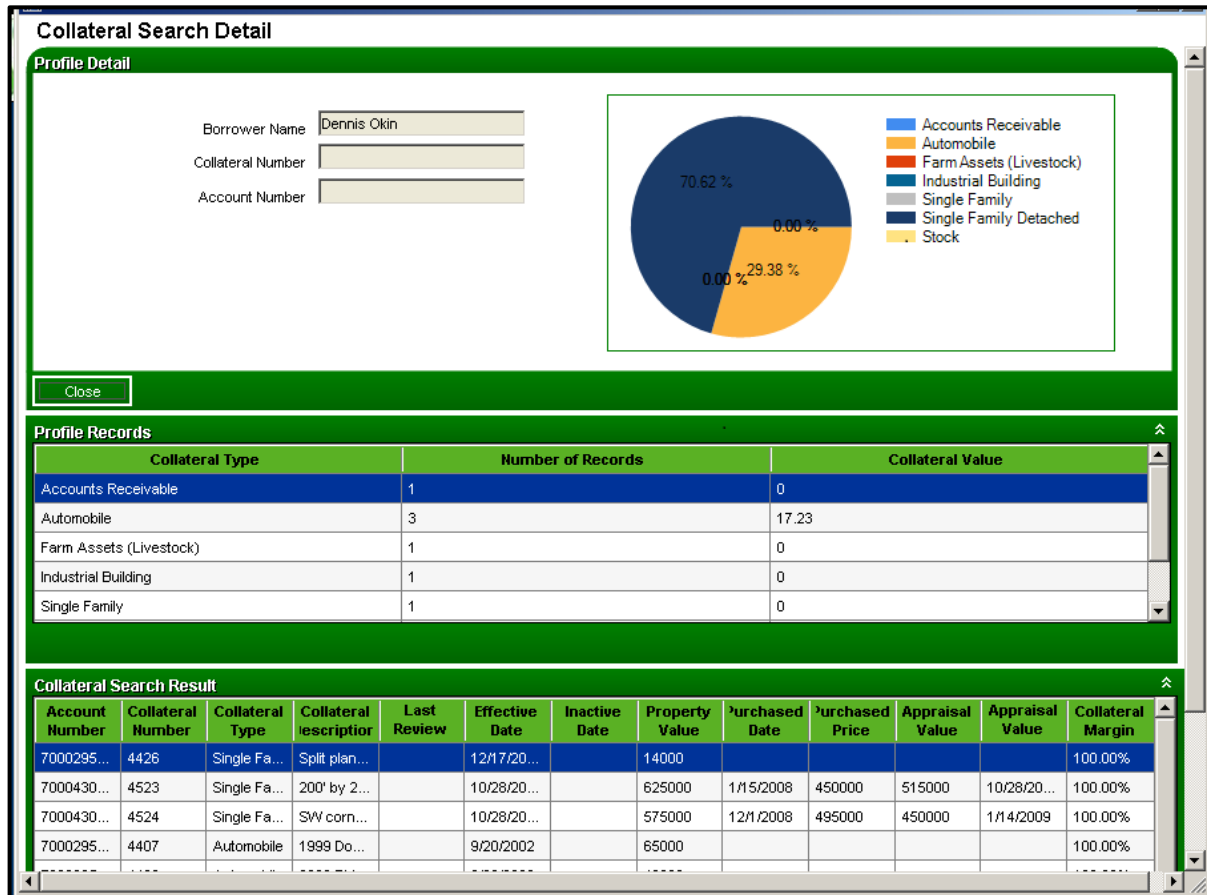 Collateral Search Detail
Profile Detail
Borrower Name Dennis Okin
Collateral Number
Account Number
70.62 %
0.00 %
0.00 % 29.38 %
Accounts Receivable
Automobile
Farm Assets (Livestock)
Industrial Building
Single Family
Single Family Detached
Stock
Close
Profile Records
Collateral Type Number of Records Collateral Value
Accounts Receivable 1 0
Automobile 3 17.23
Farm Assets (Livestock) 1 0
Industrial Building 1 0
Single Family 1 0
Collateral Search Result
Account Number Collateral Number Collateral Type Collateral Last Review Effective Date Inactive Date Property Value Date Price Appraisal Value Appraisal Value Collateral Margin
7000295... 4426 Single Fa... Split plan... 12/17/20... 14000 100.00%
7000430... 4523 Single Fa... 200' by 2... 10/28/20... 625000 1/15/2008 450000 515000 10/28/20... 100.00%
7000430... 4524 Single Fa... SW corn... 10/28/20... 575000 12/1/2008 495000 450000 1/14/2009 100.00%
7000295... 4407 Automobile 1999 Do... 9/20/2002 65000 100.00%